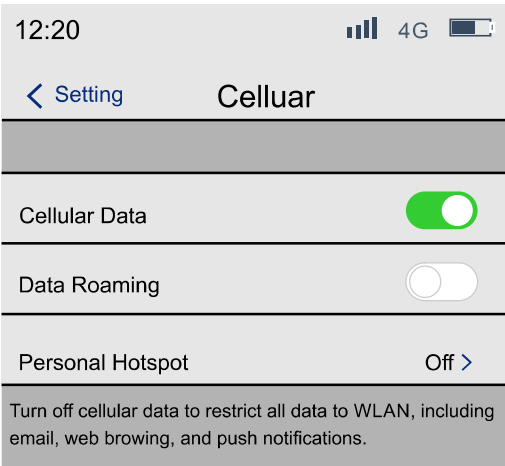 12:20 4G
Setting Celluar
Cellular Data
Data Roaming
Personal Hotspot Off
Turn off cellular data to restrict all data to WLAN, including
email, web browing, and push notifications.